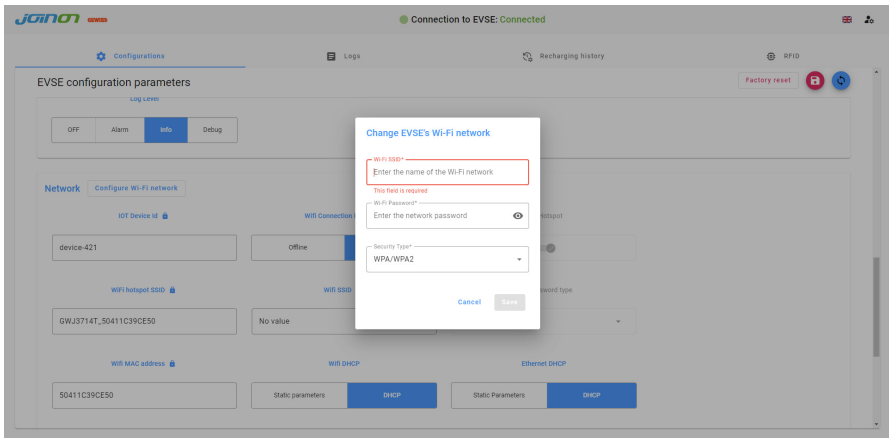 JOINON GEWISS
Connection to EVSE: Connected
Configurations
Logs
Recharging history
RFID
EVSE configuration parameters
Factory reset
Log Level
OFF
Alarm
Info
Debug
Change EVSE's Wi-Fi network
Wi-Fi SSID*
Enter the name of the Wi-Fi network
This field is required
Wi-Fi Password*
Enter the network password
Security Type*
WPA/WPA2
Cancel
Save
Network
Configure Wi-Fi network
IOT Device Id
Wifi Connection
Hotspot
device-421
Offline
WiFi hotspot SSID
Wifi SSID
GWJ3714T_50411C39CE50
No value
Wifi MAC address
Wifi DHCP
Ethernet DHCP
50411C39CE50
Static parameters
DHCP
Static Parameters
DHCP